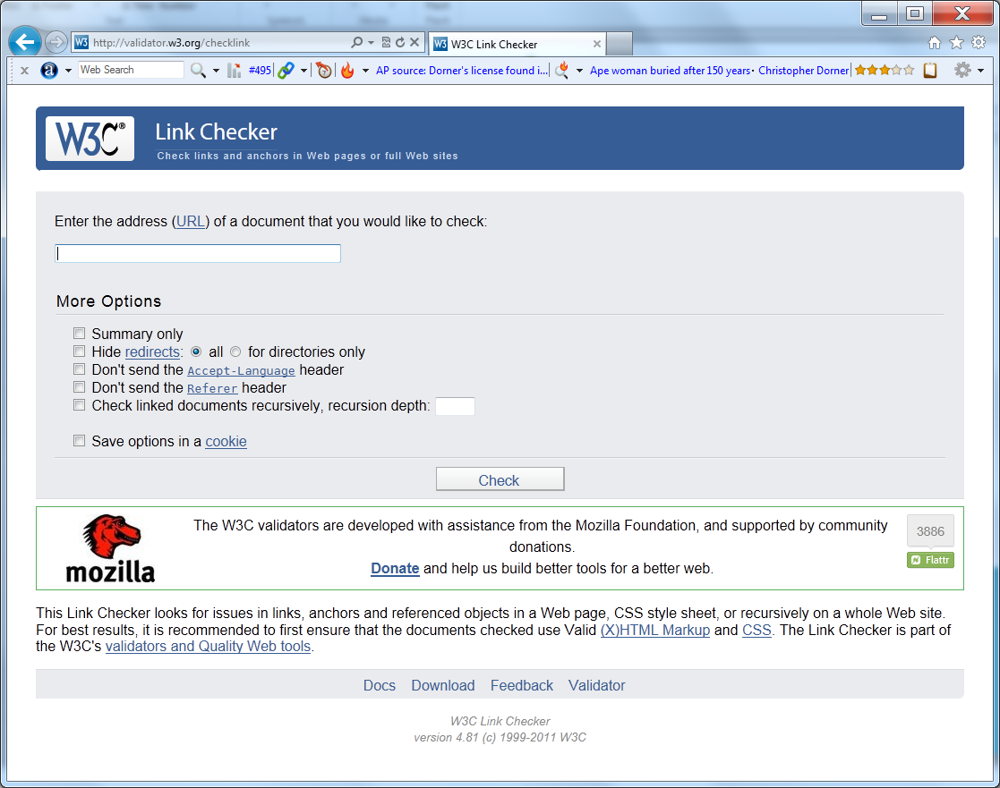 http://validator.w3.org/checklink
W3 W3C Link Checker
Web Search #495 AP source: Dorner's license found i... Ape woman buried after 150 years• Christopher Dorner
W3C® Link Checker
Check links and anchors in Web pages or full Web sites
Enter the address (URL) of a document that you would like to check:
More Options
Summary only
Hide redirects: all for directories only
Don't send the Accept-Language header
Don't send the Referer header
Check linked documents recursively, recursion depth:
Save options in a cookie
Check
mozilla
The W3C validators are developed with assistance from the Mozilla Foundation, and supported by community
donations.
Donate and help us build better tools for a better web.
3886
Flattr
This Link Checker looks for issues in links, anchors and referenced objects in a Web page, CSS style sheet, or recursively on a whole Web site.
For best results, it is recommended to first ensure that the documents checked use Valid (X)HTML Markup and CSS. The Link Checker is part of
the W3C's validators and Quality Web tools.
Docs Download Feedback Validator
W3C Link Checker
version 4.81 (c) 1999-2011 W3C